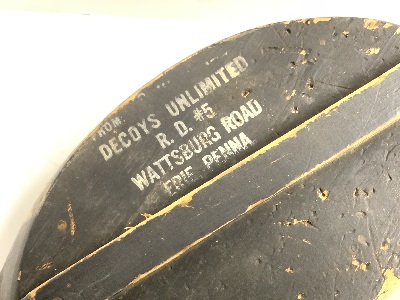 FROM
DECOYS UNLIMITED
R. D. #5
WATTSBURG ROAD
ERIE PENNA.